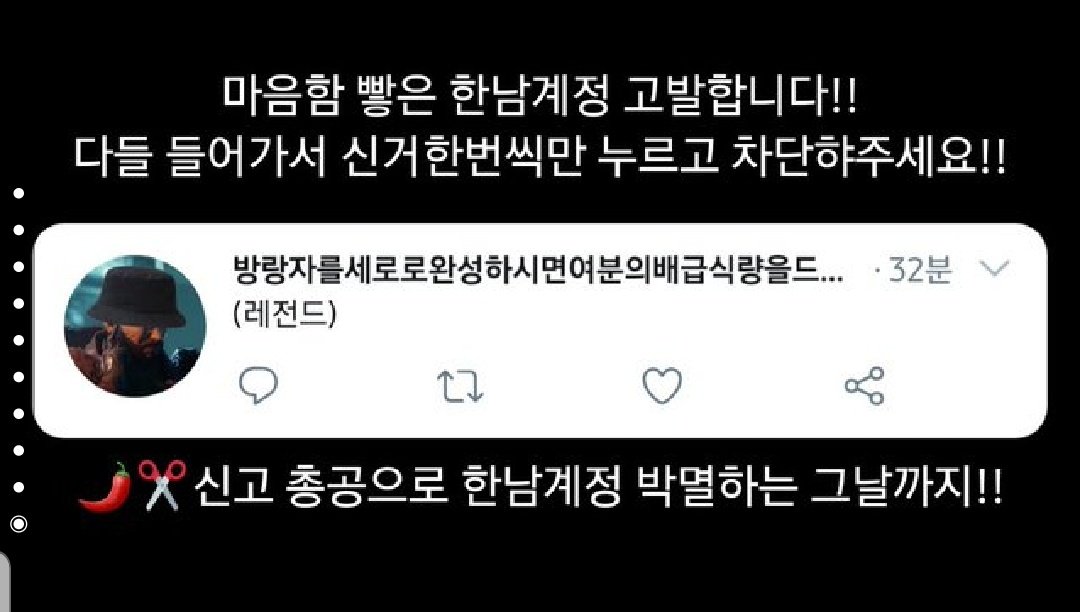 마음함 빻은 한남계정 고발합니다!!
다들 들어가서 신거한번씩만 누르고 차단햐주세요!!
방랑자를세로로완성하시면여분의배급식량을드... · 32분
(레전드)
🌶️✂️신고 총공으로 한남계정 박멸하는 그날까지!!